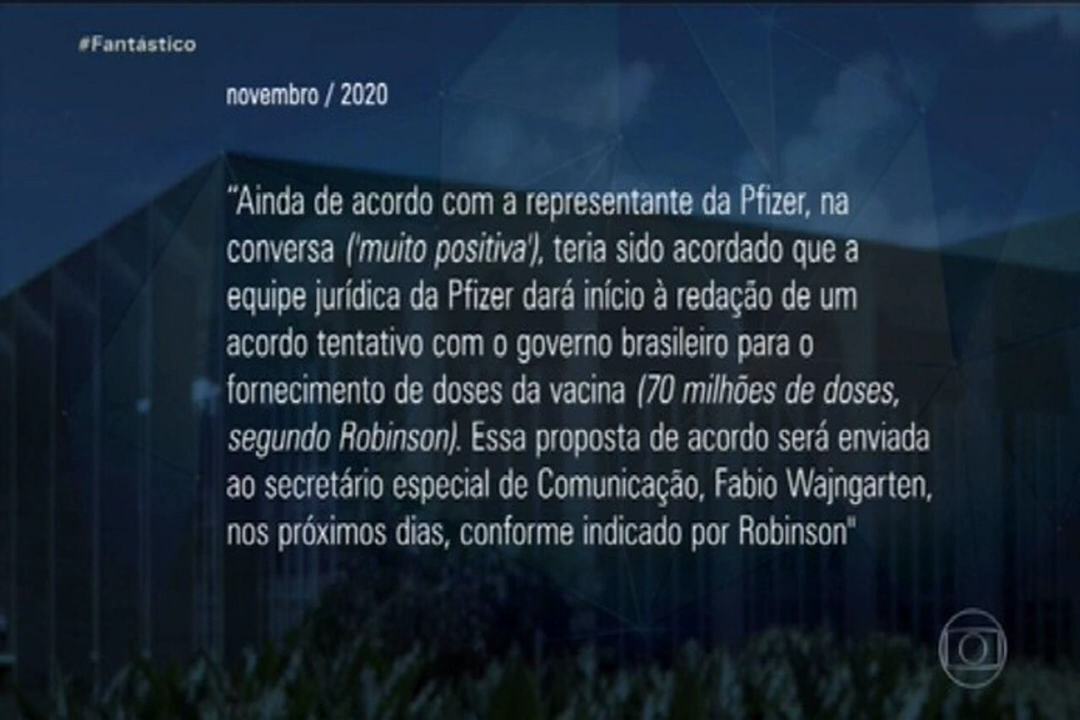 #Fantástico
novembro / 2020
“Ainda de acordo com a representante da Pfizer, na
conversa ('muito positiva'), teria sido acordado que a
equipe jurídica da Pfizer dará início à redação de um
acordo tentativo com o governo brasileiro para o
fornecimento de doses da vacina (70 milhões de doses,
segundo Robinson). Essa proposta de acordo será enviada
ao secretário especial de Comunicação, Fabio Wajngarten,
nos próximos dias, conforme indicado por Robinson"